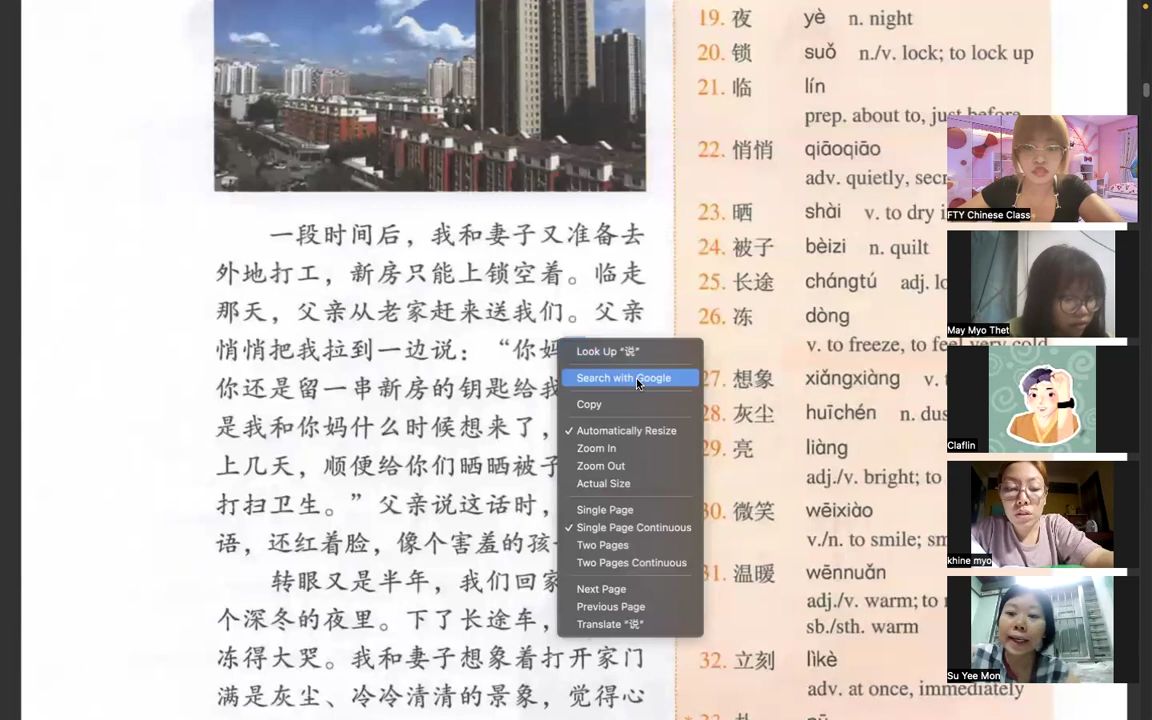 一段时间后，我和妻子又准备去
外地打工，新房只能上锁空着。临走
那天，父亲从老家赶来送我们。父亲
悄悄把我拉到一边说：“你妈
你还是留一串新房的钥匙给我
是我和你妈什么时候想来了，
上几天，顺便给你们晒晒被子
打扫卫生。”父亲说这话时，
语，还红着脸，像个害羞的孩
转眼又是半年，我们回家
个深冬的夜里。下了长途车，
冻得大哭。我和妻子想象着打开家门
满是灰尘、冷冷清清的景象，觉得心
19. 夜 yè n. night
20. 锁 suǒ n./v. lock; to lock up
21. 临 lín
prep. about to, just before
22. 悄悄 qiāoqiāo
adv. quietly, secr
23. 晒 shài v. to dry i
24. 被子 bèizi n. quilt
25. 长途 chángtú adj. lo
26. 冻 dòng
v. to freeze, to feel very cold
27. 想象 xiǎngxiàng v.
28. 灰尘 huīchén n. dus
29. 亮 liàng
adj./v. bright; to
30. 微笑 wēixiào
v./n. to smile; sm
31. 温暖 wēnnuǎn
adj./v. warm; to
sb./sth. warm
32. 立刻 lìkè
adv. at once, immediately
Look Up “说”
Search with Google
Copy
✓ Automatically Resize
Zoom In
Zoom Out
Actual Size
Single Page
✓ Single Page Continuous
Two Pages
Two Pages Continuous
Next Page
Previous Page
Translate “说”
FTY Chinese Class
May Myo Thet
Claflin
khine myo
Su Yee Mon